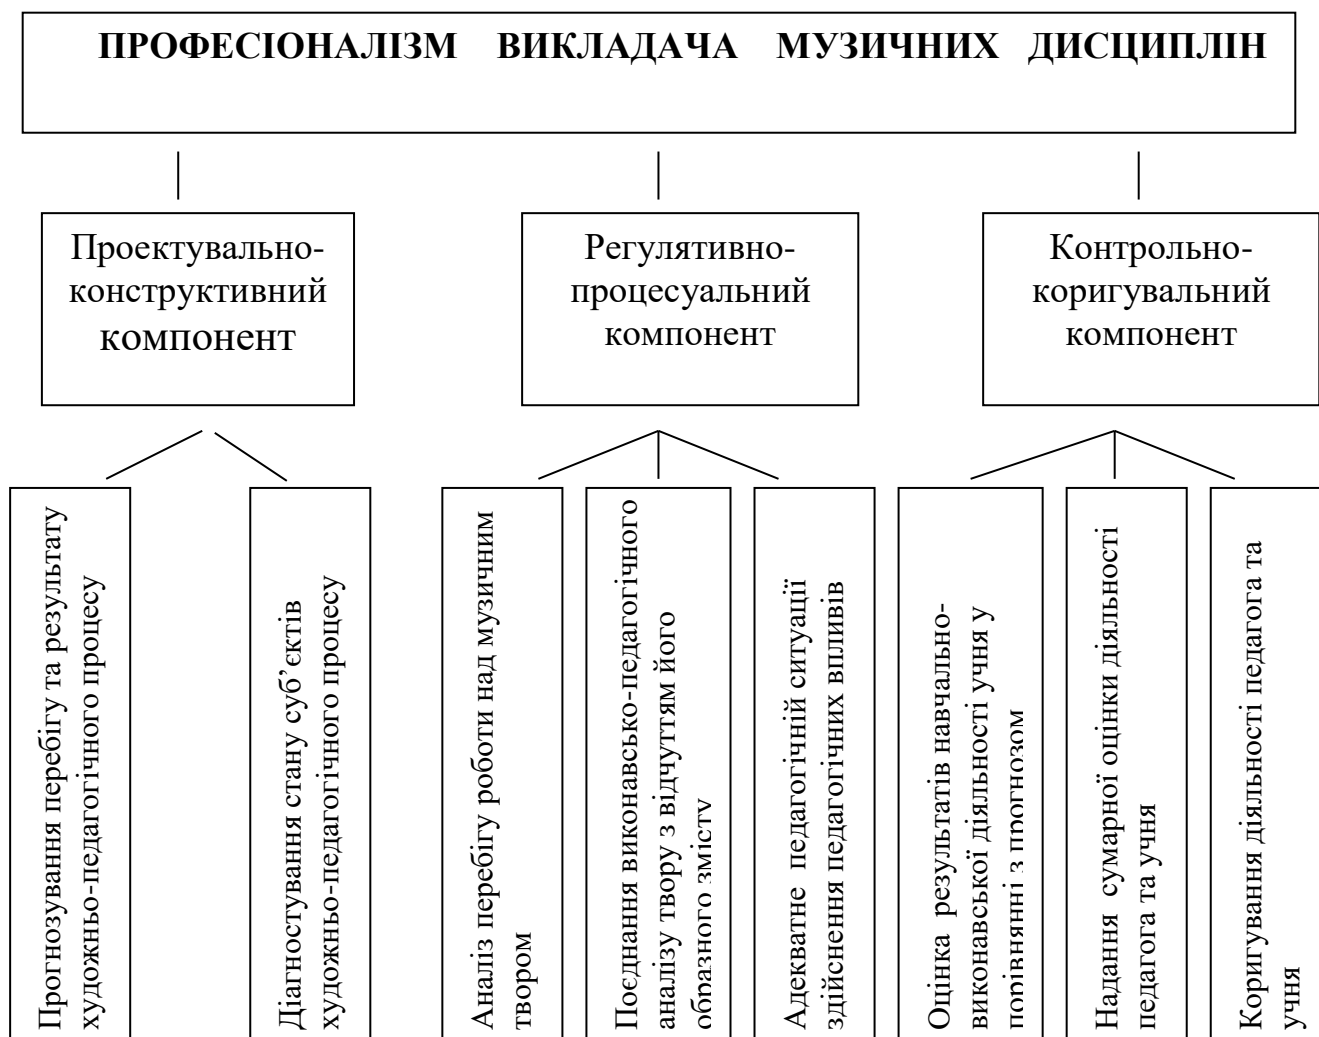 ПРОФЕСІОНАЛІЗМ ВИКЛАДАЧА МУЗИЧНИХ ДИСЦИПЛІН
Проектувально-
конструктивний
компонент
Регулятивно-
процесуальний
компонент
Контрольно-
коригувальний
компонент
Прогнозування перебігу та результату
художньо-педагогічного процесу
Діагностування стану суб’єктів
художньо-педагогічного процесу
Аналіз перебігу роботи над музичним
твором
Поєднання виконавсько-педагогічного
аналізу твору з відчуттям його
образного змісту
Адекватне педагогічній ситуації
здійснення педагогічних впливів
Оцінка результатів навчально-
виконавської діяльності учня у
порівнянні з прогнозом
Надання сумарної оцінки діяльності
педагога та учня
Коригування діяльності педагога та
учня